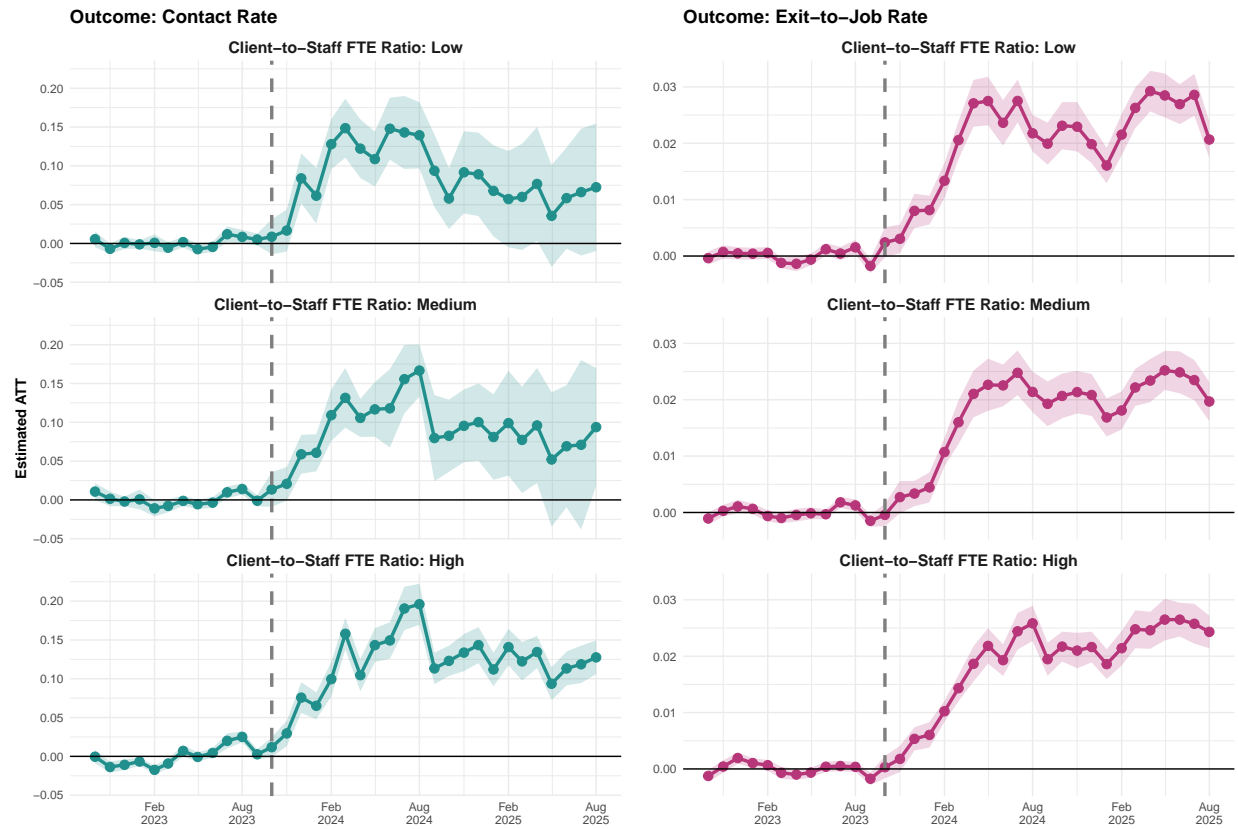 Outcome: Contact Rate
Client−to−Staff FTE Ratio: Low
0.20
0.15
0.10
0.05
0.00
−0.05
Client−to−Staff FTE Ratio: Medium
0.20
0.15
0.10
0.05
0.00
−0.05
Client−to−Staff FTE Ratio: High
0.20
0.15
0.10
0.05
0.00
−0.05
Estimated ATT
Feb
2023
Aug
2023
Feb
2024
Aug
2024
Feb
2025
Aug
2025
Outcome: Exit−to−Job Rate
Client−to−Staff FTE Ratio: Low
0.03
0.02
0.01
0.00
Client−to−Staff FTE Ratio: Medium
0.03
0.02
0.01
0.00
Client−to−Staff FTE Ratio: High
0.03
0.02
0.01
0.00
Feb
2023
Aug
2023
Feb
2024
Aug
2024
Feb
2025
Aug
2025